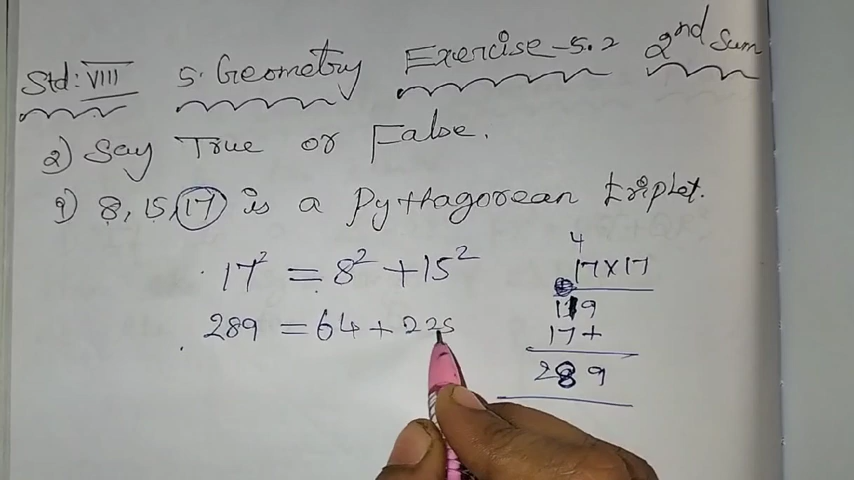 Std: VIII 5. Geometry Exercise-5.2 2nd Sum
2) Say True or False.
i) 8, 15, 17 is a Pythagorean triplet.
17² = 8² + 15²
289 = 64 + 225
4
17×17
119
17+
289